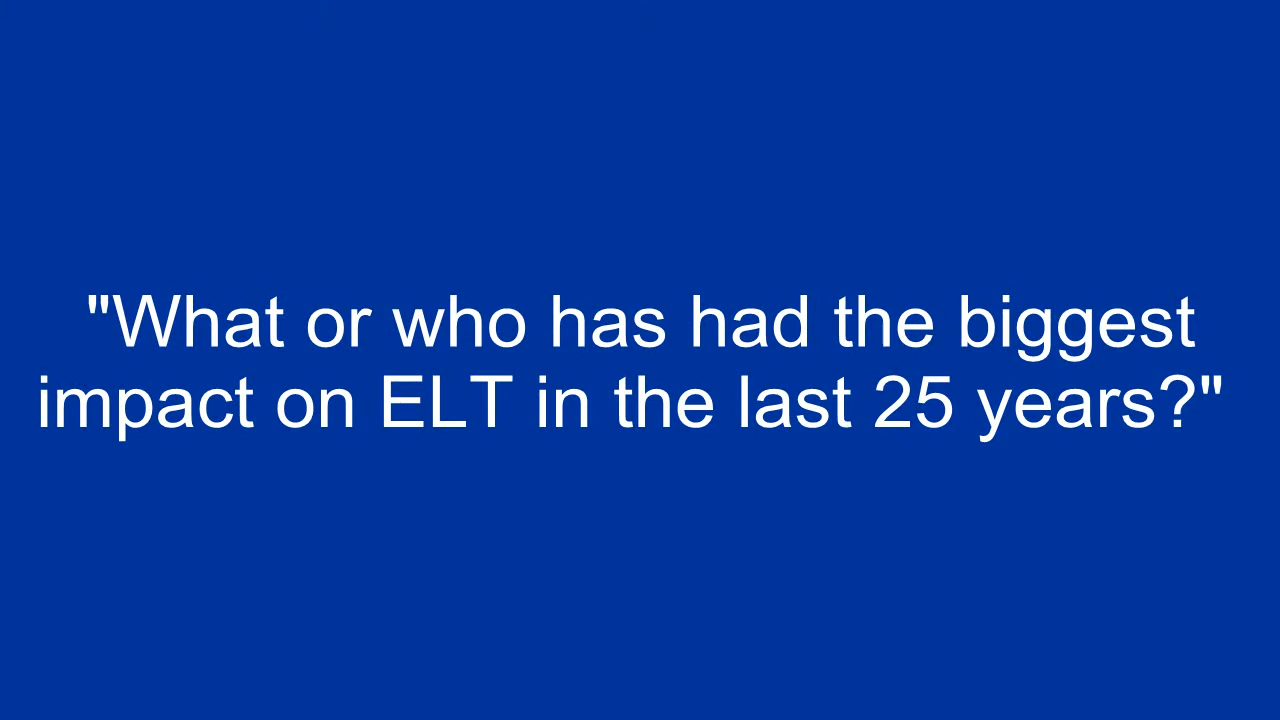 "What or who has had the biggest
impact on ELT in the last 25 years?"